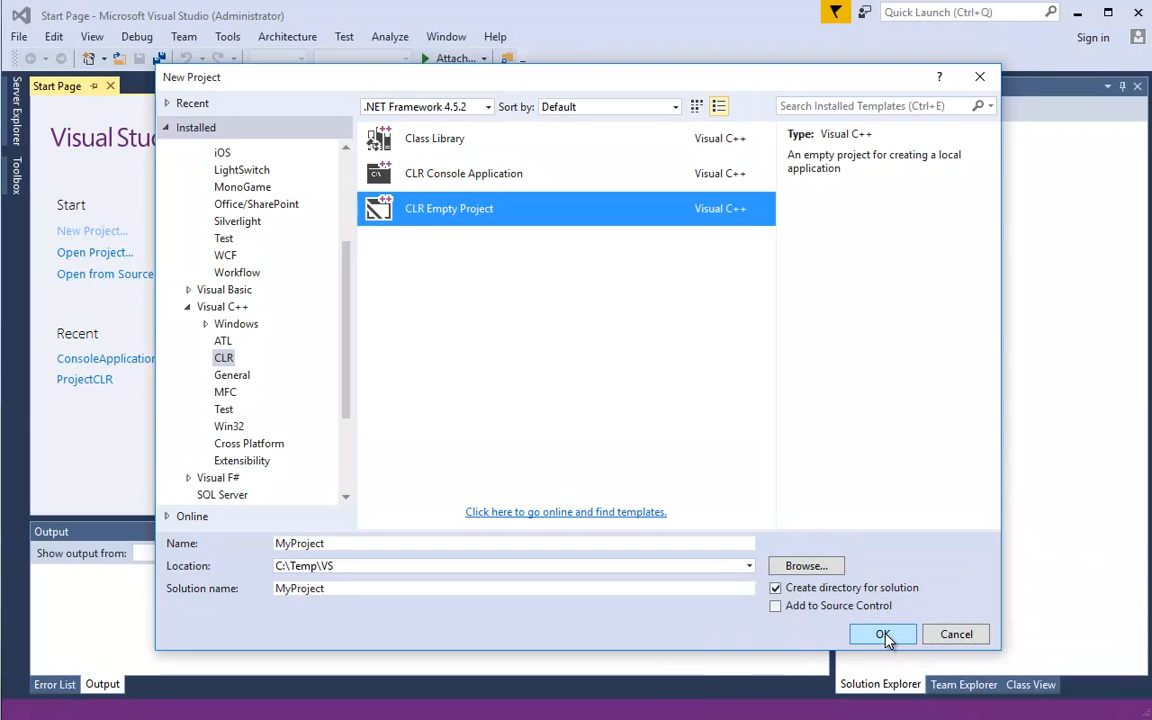 Start Page - Microsoft Visual Studio (Administrator)
Quick Launch (Ctrl+Q)
File Edit View Debug Team Tools Architecture Test Analyze Window Help
Sign in
Attach...
Server Explorer
Toolbox
Start Page
Visual Stu
Start
New Project...
Open Project...
Open from Source
Recent
ConsoleApplication
ProjectCLR
Output
Show output from:
Error List Output
Solution Explorer Team Explorer Class View
New Project
?
Recent
.NET Framework 4.5.2 Sort by: Default
Search Installed Templates (Ctrl+E)
Installed
iOS
LightSwitch
MonoGame
Office/SharePoint
Silverlight
Test
WCF
Workflow
Visual Basic
Visual C++
Windows
ATL
CLR
General
MFC
Test
Win32
Cross Platform
Extensibility
Visual F#
SQL Server
Online
Class Library Visual C++
CLR Console Application Visual C++
CLR Empty Project Visual C++
Click here to go online and find templates.
Type: Visual C++
An empty project for creating a local
application
Name: MyProject
Location: C:\Temp\VS
Browse...
Solution name: MyProject
Create directory for solution
Add to Source Control
OK Cancel